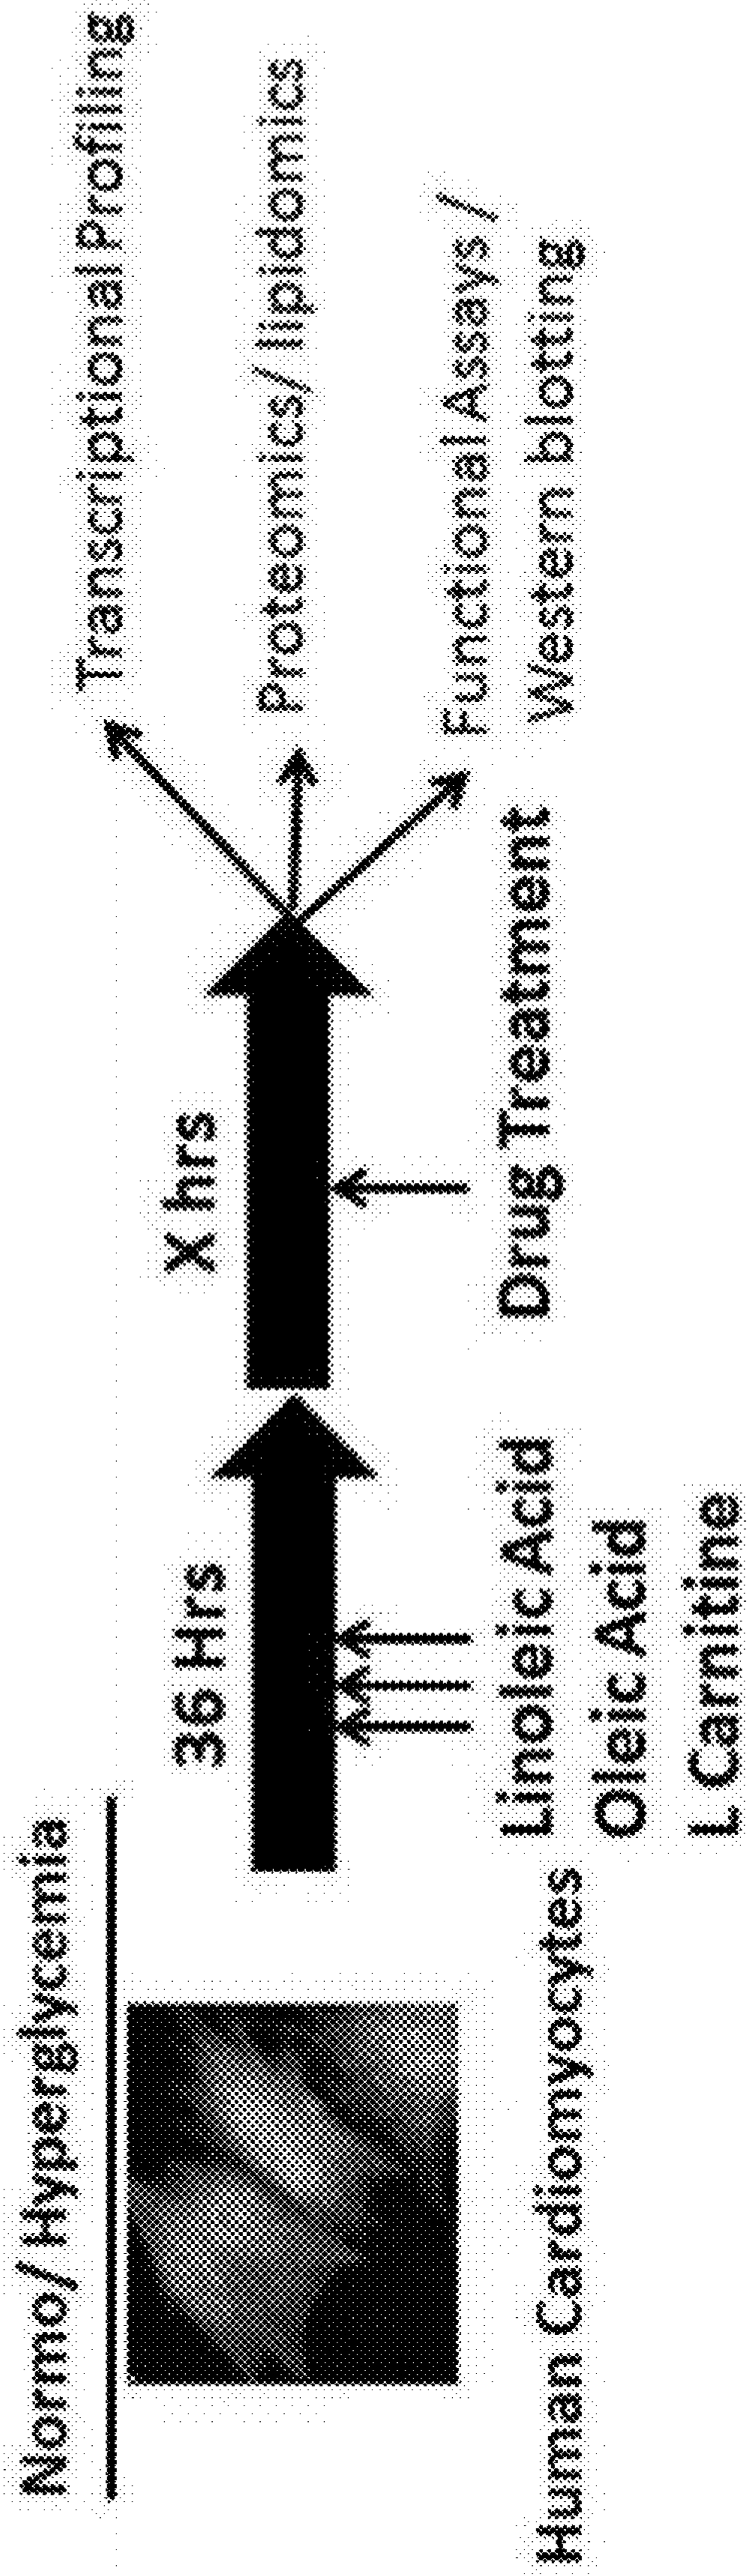 Normo/ Hyperglycemia
Human Cardiomyocytes
36 Hrs
Linoleic Acid
Oleic Acid
L Carnitine
X hrs
Drug Treatment
Transcriptional Profiling
Proteomics/ lipidomics
Functional Assays /
Western blotting